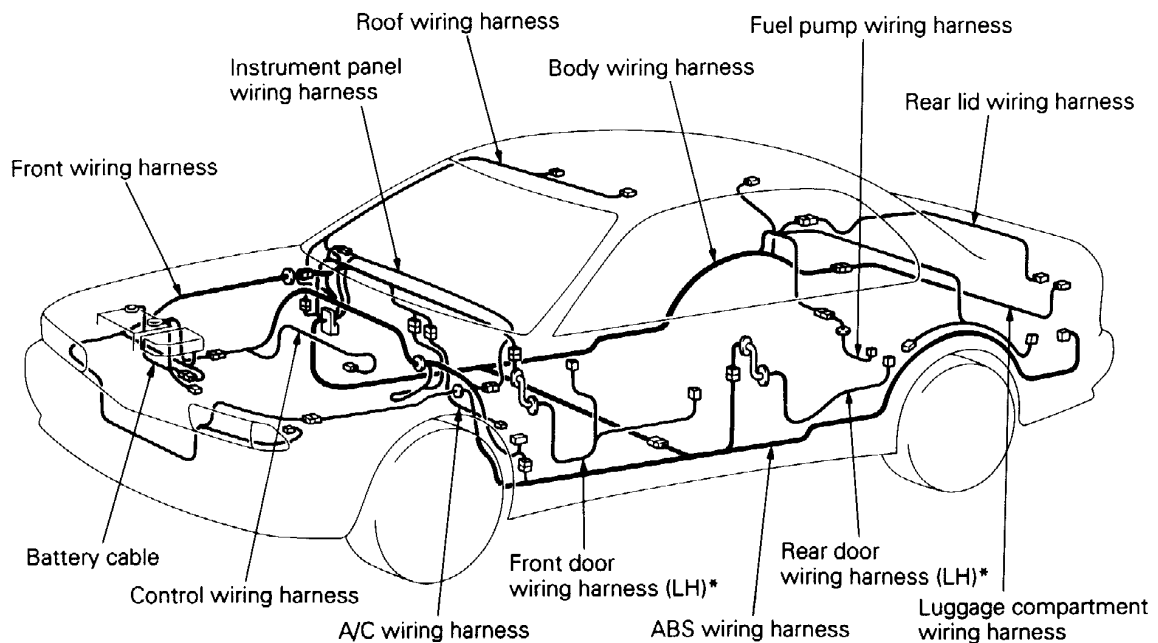 Roof wiring harness
Fuel pump wiring harness
Instrument panel
wiring harness
Body wiring harness
Rear lid wiring harness
Front wiring harness
Battery cable
Control wiring harness
A/C wiring harness
Front door
wiring harness (LH)*
ABS wiring harness
Rear door
wiring harness (LH)*
Luggage compartment
wiring harness